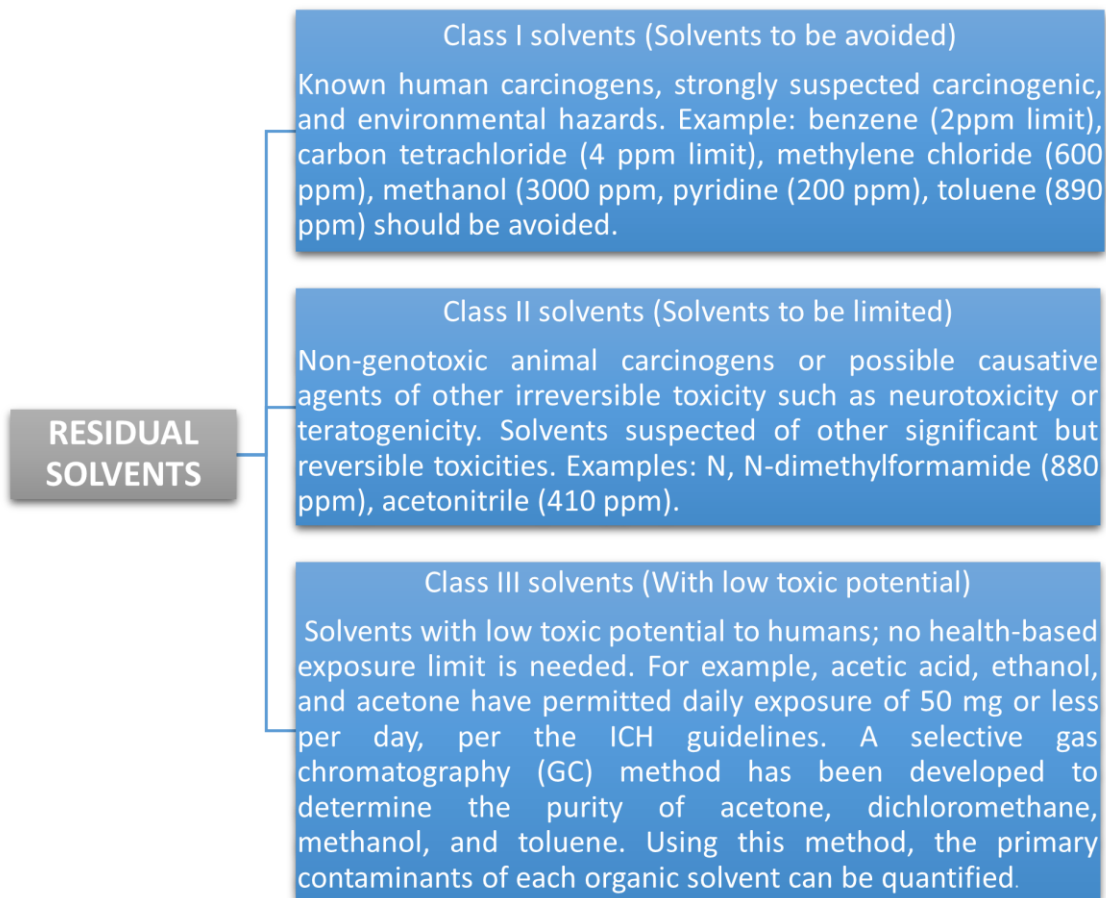 Class I solvents (Solvents to be avoided)
Known human carcinogens, strongly suspected carcinogenic,
and environmental hazards. Example: benzene (2ppm limit),
carbon tetrachloride (4 ppm limit), methylene chloride (600
ppm), methanol (3000 ppm, pyridine (200 ppm), toluene (890
ppm) should be avoided.
Class II solvents (Solvents to be limited)
Non-genotoxic animal carcinogens or possible causative
agents of other irreversible toxicity such as neurotoxicity or
teratogenicity. Solvents suspected of other significant but
reversible toxicities. Examples: N, N-dimethylformamide (880
ppm), acetonitrile (410 ppm).
RESIDUAL
SOLVENTS
Class III solvents (With low toxic potential)
Solvents with low toxic potential to humans; no health-based
exposure limit is needed. For example, acetic acid, ethanol,
and acetone have permitted daily exposure of 50 mg or less
per day, per the ICH guidelines. A selective gas
chromatography (GC) method has been developed to
determine the purity of acetone, dichloromethane,
methanol, and toluene. Using this method, the primary
contaminants of each organic solvent can be quantified.